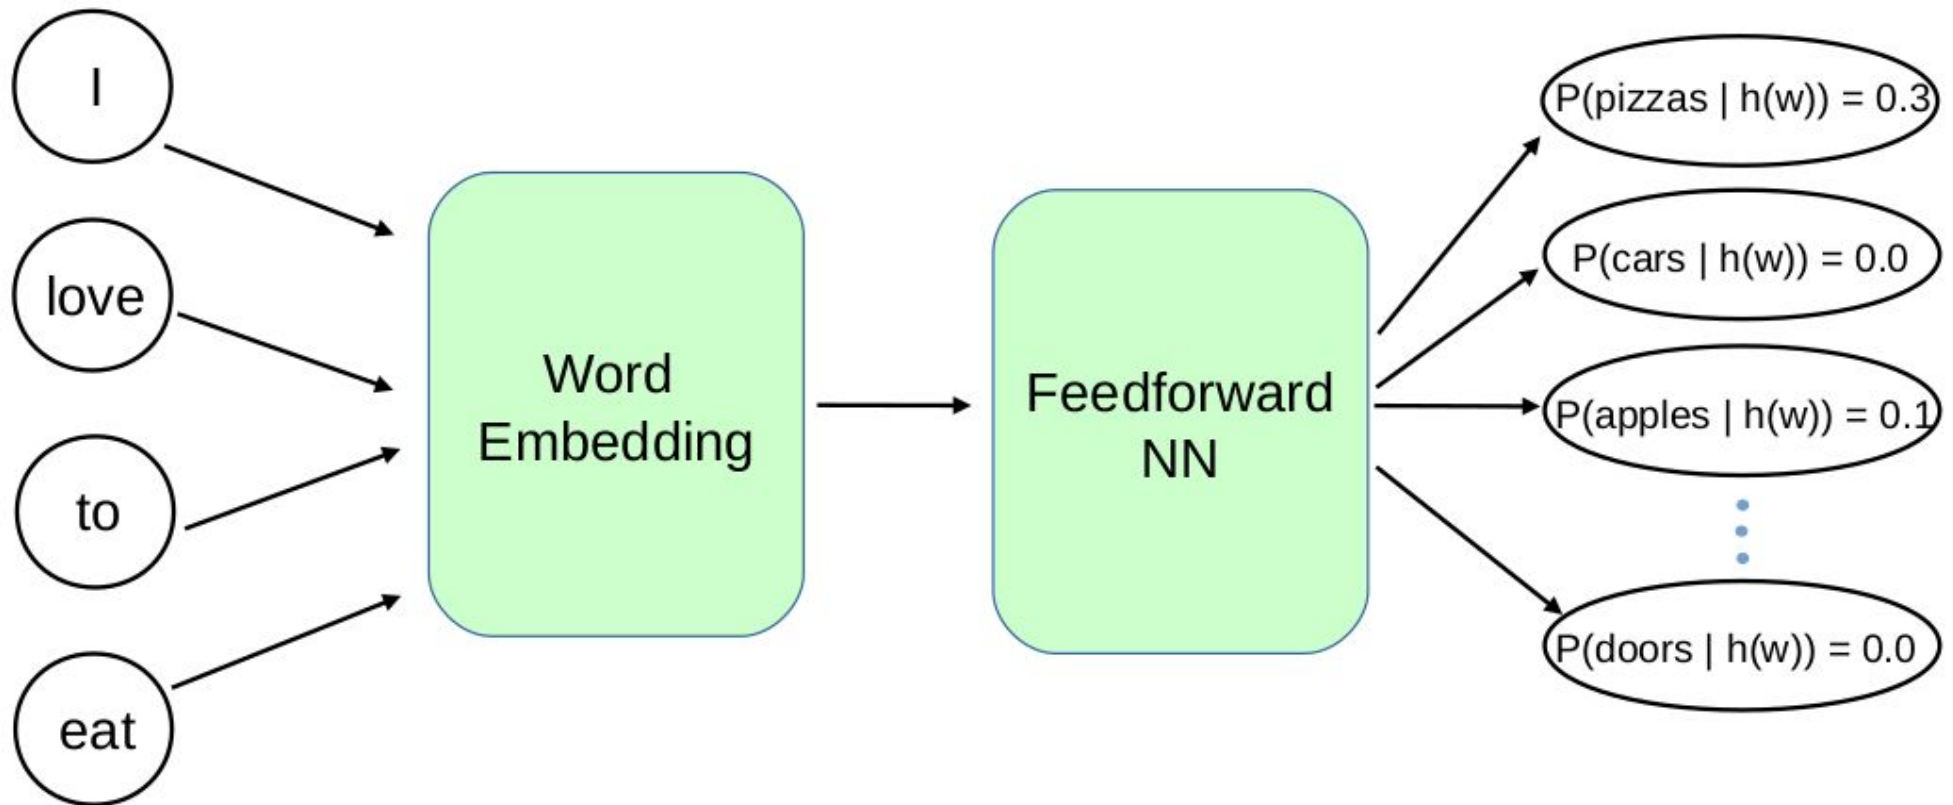 I
love
to
eat
Word
Embedding
Feedforward
NN
P(pizzas | h(w)) = 0.3
P(cars | h(w)) = 0.0
P(apples | h(w)) = 0.1
P(doors | h(w)) = 0.0